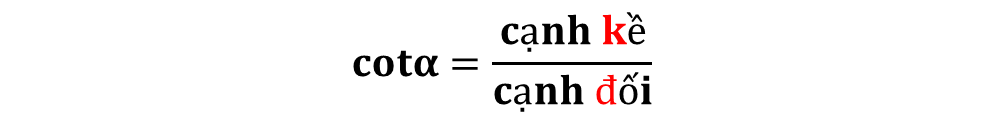 cotα = cạnh kề
cạnh đối